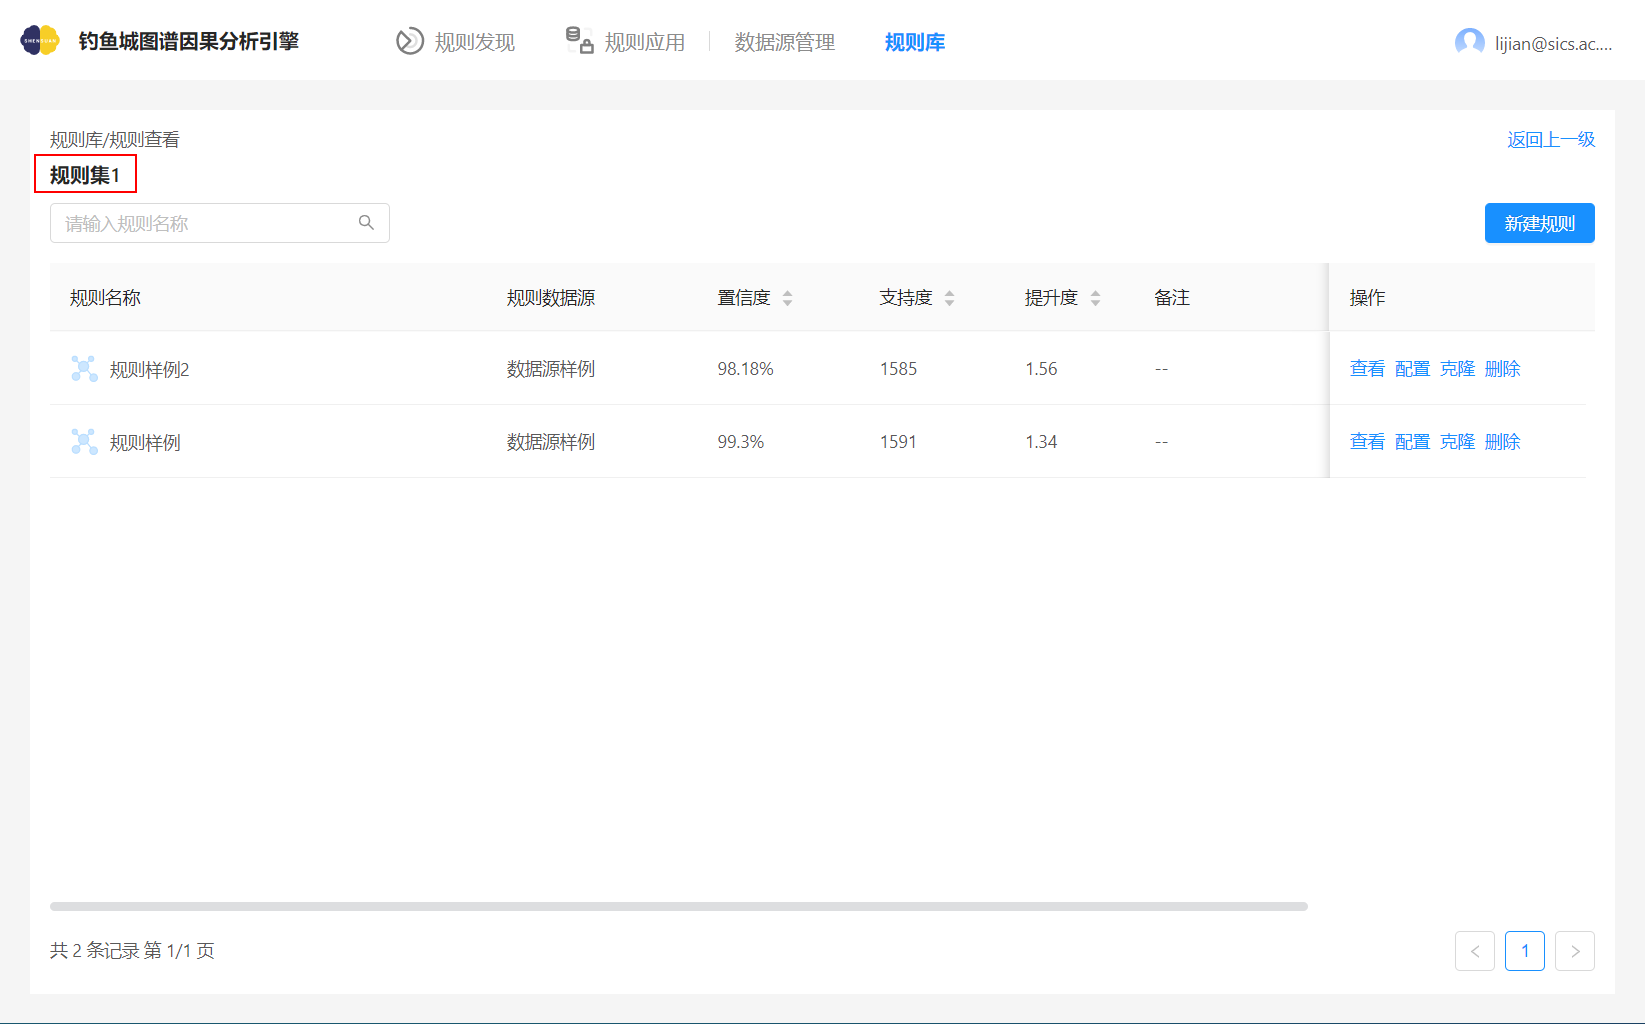 钓鱼城图谱因果分析引擎 规则发现 规则应用 数据源管理 规则库 lijian@sics.ac....
规则库/规则查看 返回上一级
规则集1
请输入规则名称 新建规则
规则名称 规则数据源 置信度 支持度 提升度 备注 操作
规则样例2 数据源样例 98.18% 1585 1.56 -- 查看 配置 克隆 删除
规则样例 数据源样例 99.3% 1591 1.34 -- 查看 配置 克隆 删除
共 2 条记录 第 1/1 页 < 1 >